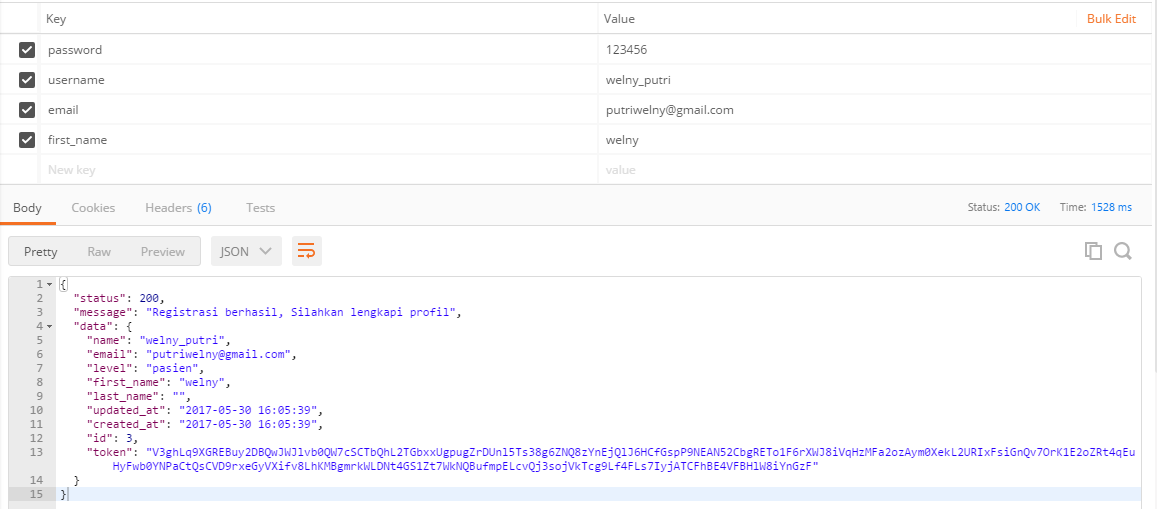 Key Value Bulk Edit
password 123456
username welny_putri
email putriwelny@gmail.com
first_name welny
New key value
Body Cookies Headers (6) Tests Status: 200 OK Time: 1528 ms
Pretty Raw Preview JSON
1 {
2 "status": 200,
3 "message": "Registrasi berhasil, Silahkan lengkapi profil",
4 "data": {
5 "name": "welny_putri",
6 "email": "putriwelny@gmail.com",
7 "level": "pasien",
8 "first_name": "welny",
9 "last_name": "",
10 "updated_at": "2017-05-30 16:05:39",
11 "created_at": "2017-05-30 16:05:39",
12 "id": 3,
13 "token": "V3ghLq9XGREBuy2DBQwJWJlvb0QW7cSCTbQhL2TGbxxUgpugZrDUnl5Ts38g6ZNQ8zYnEjQlJ6HCfGspP9NEAN52CbgRETo1F6rXWJ8iVqHzMFa2ozAym0XekL2URIxFsiGnQv7OrK1E2oZRt4qEu
HyFwb0YNPaCtQsCVD9rxeGyVXifv8LhKMBgmrkWLDNt4GS1Zt7WkNQBufmpELcvQj3sojVkTcg9Lf4FLs7IyjATCFhBE4VFBHlW8iYnGzF"
14 }
15 }